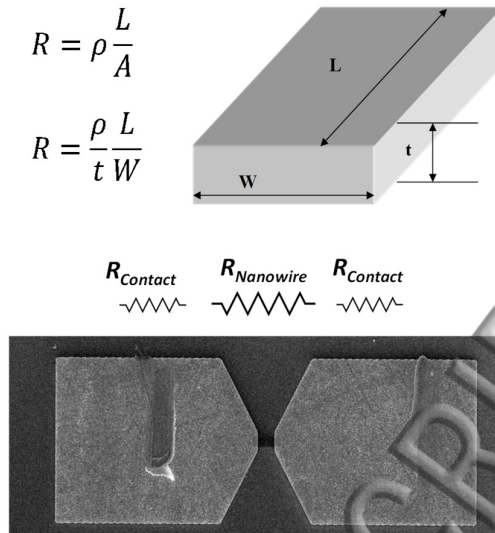 R = ρ L/A
L
R = ρ/t L/W
t
W
R_Contact R_Nanowire R_Contact